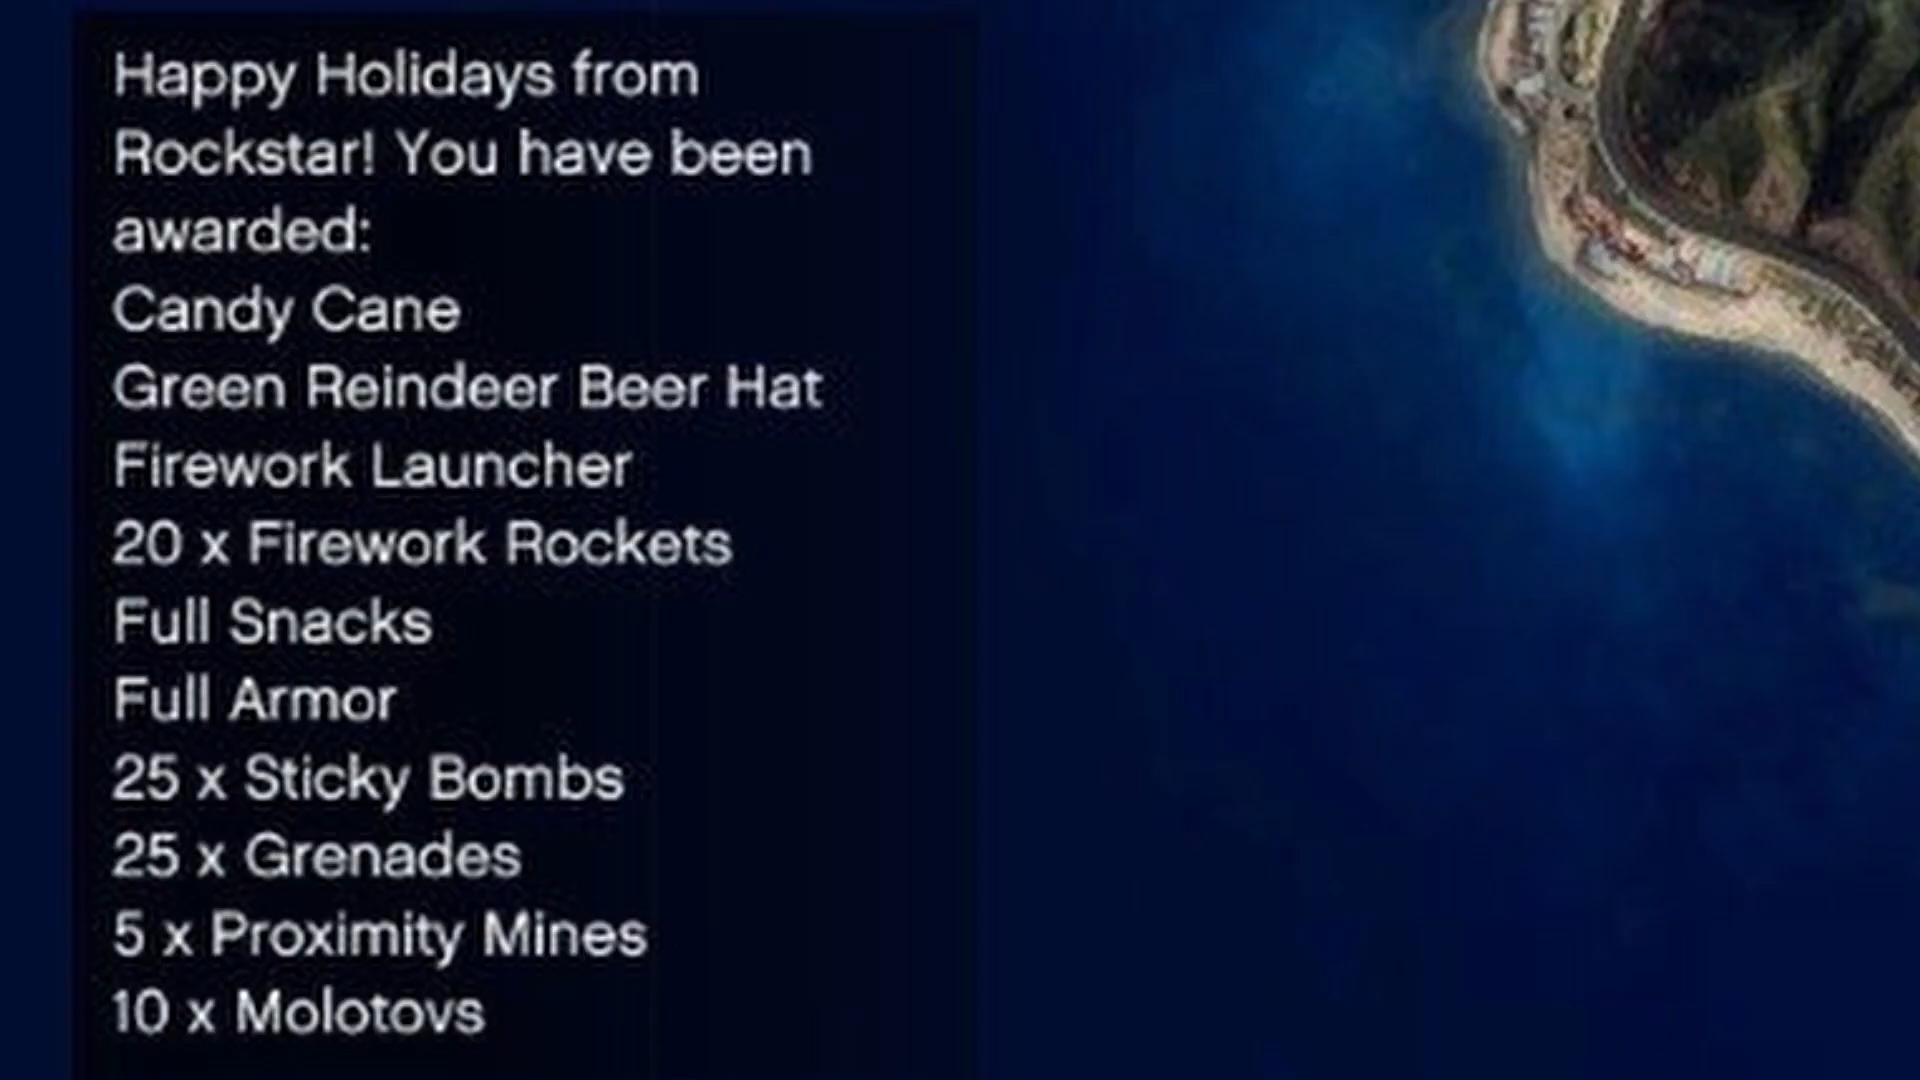 Happy Holidays from
Rockstar! You have been
awarded:
Candy Cane
Green Reindeer Beer Hat
Firework Launcher
20 x Firework Rockets
Full Snacks
Full Armor
25 x Sticky Bombs
25 x Grenades
5 x Proximity Mines
10 x Molotovs